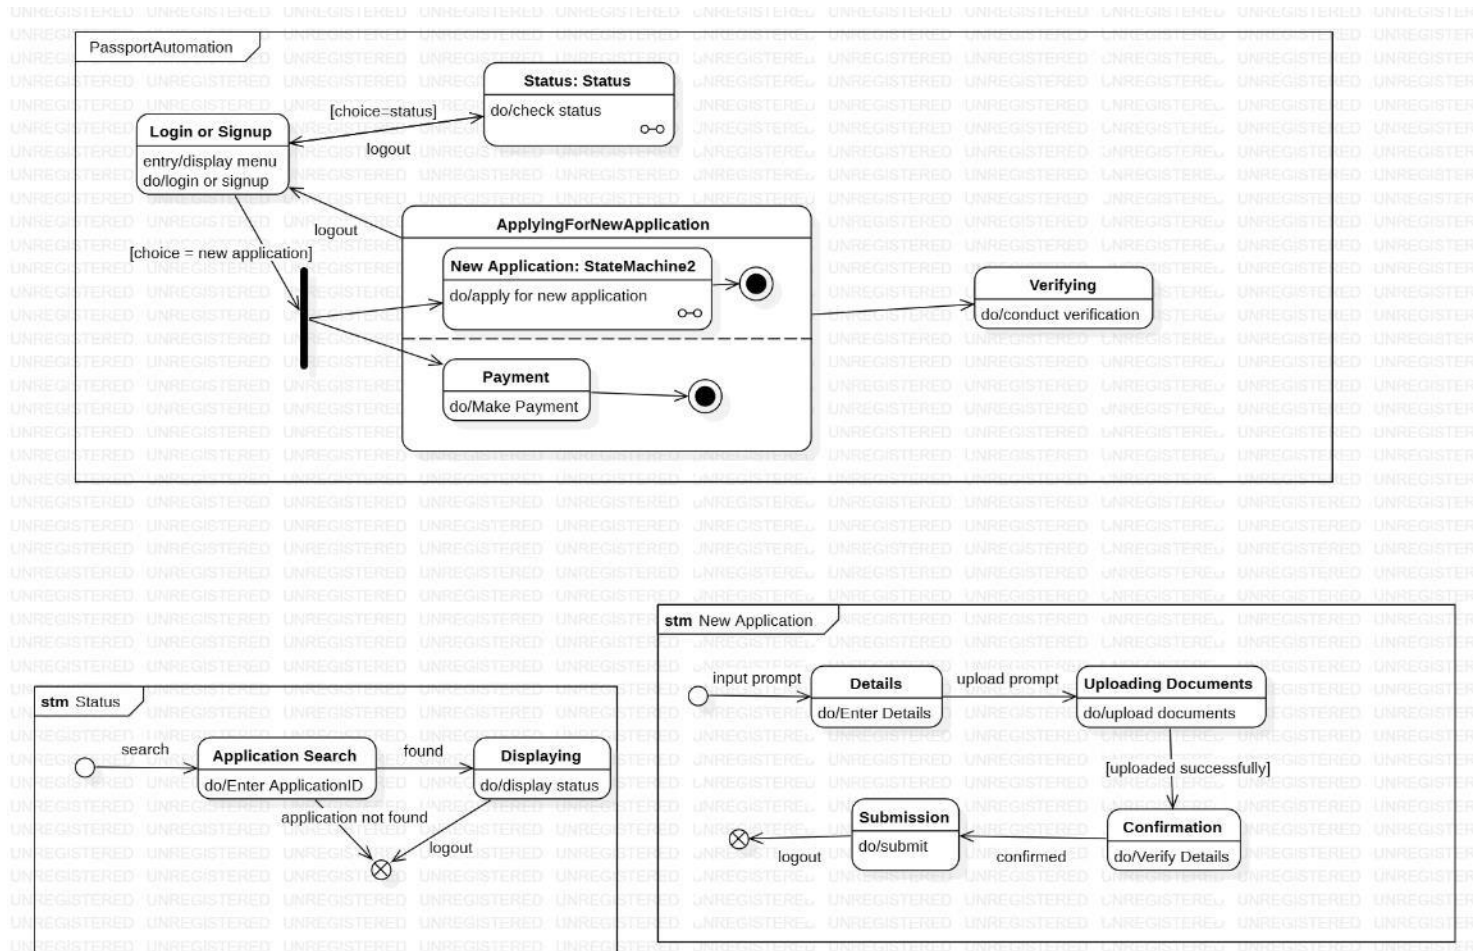 PassportAutomation
Status: Status
do/check status
[choice=status]
logout
Login or Signup
entry/display menu
do/login or signup
logout
[choice = new application]
ApplyingForNewApplication
New Application: StateMachine2
do/apply for new application
Payment
do/Make Payment
Verifying
do/conduct verification
stm New Application
input prompt
Details
do/Enter Details
upload prompt
Uploading Documents
do/upload documents
[uploaded successfully]
Confirmation
do/Verify Details
confirmed
Submission
do/submit
logout
stm Status
search
Application Search
do/Enter ApplicationID
found
Displaying
do/display status
application not found
logout
UNREGISTERED